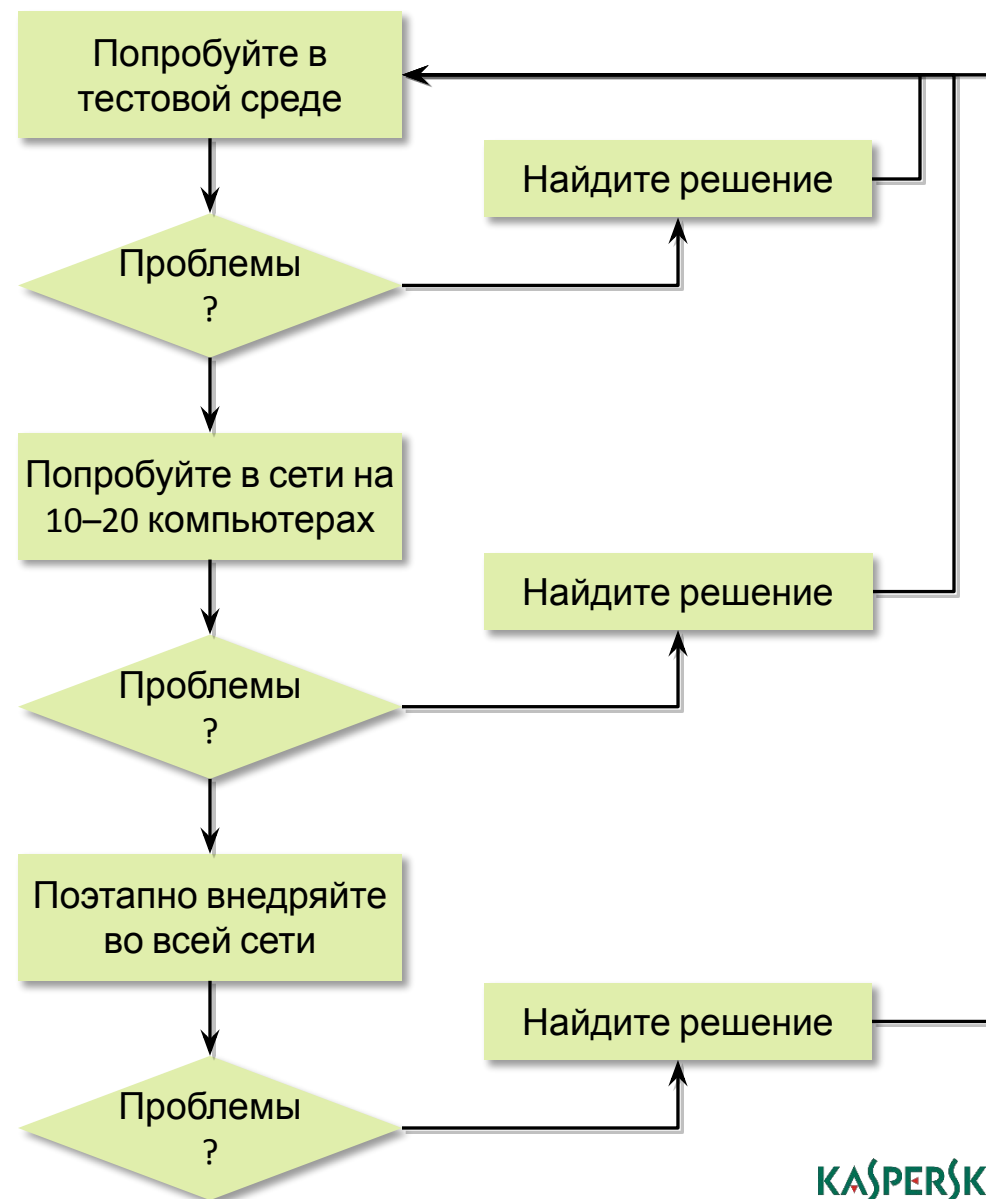 Попробуйте в
тестовой среде
Найдите решение
Проблемы
?
Попробуйте в сети на
10–20 компьютерах
Найдите решение
Проблемы
?
Поэтапно внедряйте
во всей сети
Найдите решение
Проблемы
?
KASPERSK